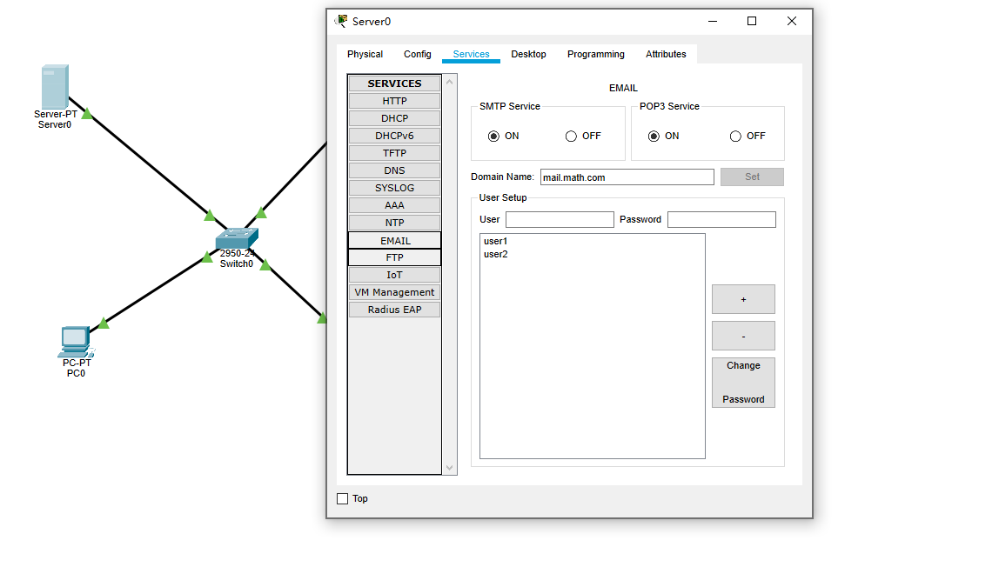 Server-PT
Server0
2950-24
Switch0
PC-PT
PC0
Server0
Physical
Config
Services
Desktop
Programming
Attributes
SERVICES
HTTP
DHCP
DHCPv6
TFTP
DNS
SYSLOG
AAA
NTP
EMAIL
FTP
IoT
VM Management
Radius EAP
EMAIL
SMTP Service
ON
OFF
POP3 Service
ON
OFF
Domain Name:
mail.math.com
Set
User Setup
User
Password
user1
user2
+
-
Change
Password
Top